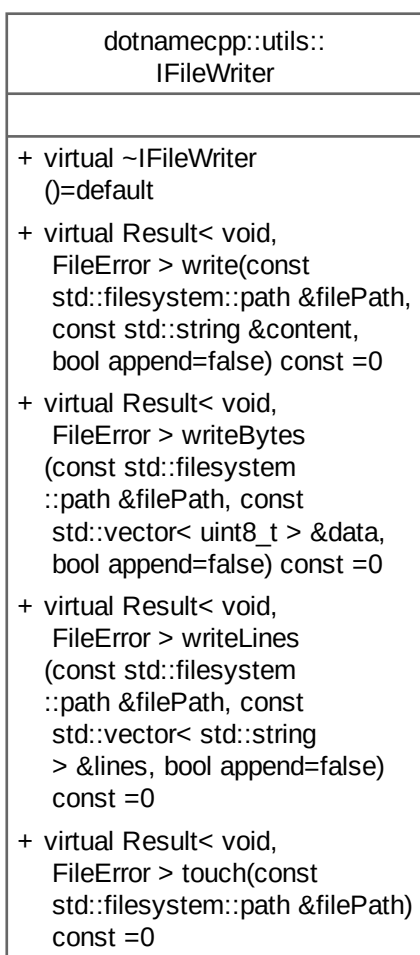 dotnamecpp::utils::
IFileWriter
+ virtual ~IFileWriter
()=default
+ virtual Result< void,
FileError > write(const
std::filesystem::path &filePath,
const std::string &content,
bool append=false) const =0
+ virtual Result< void,
FileError > writeBytes
(const std::filesystem
::path &filePath, const
std::vector< uint8_t > &data,
bool append=false) const =0
+ virtual Result< void,
FileError > writeLines
(const std::filesystem
::path &filePath, const
std::vector< std::string
> &lines, bool append=false)
const =0
+ virtual Result< void,
FileError > touch(const
std::filesystem::path &filePath)
const =0